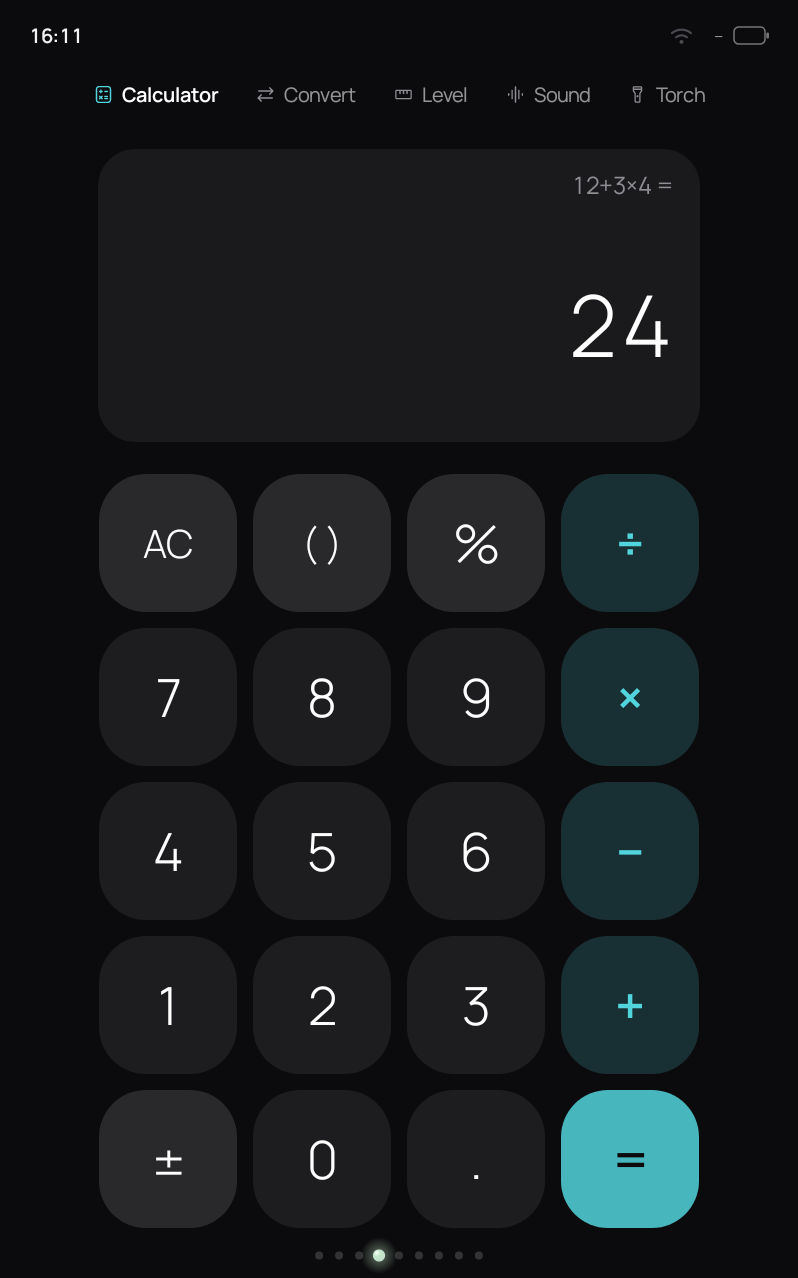 16:11
Calculator Convert Level Sound Torch
12+3×4 =
24
AC ( ) % ÷
7 8 9 ×
4 5 6 −
1 2 3 +
± 0 . =